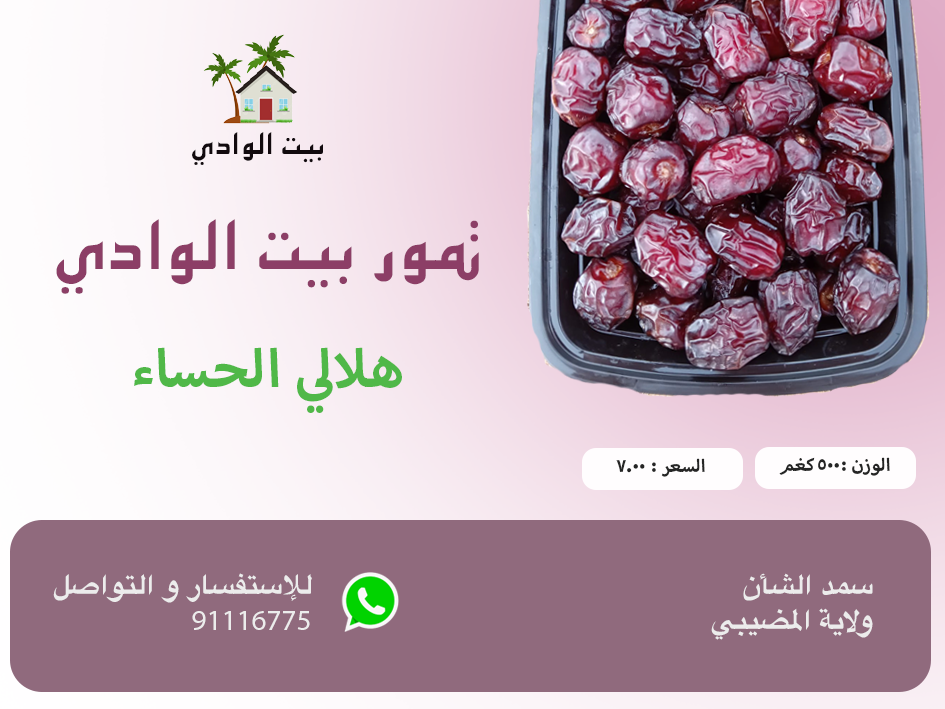 بيت الوادي
تمور بيت الوادي
هلالي الحساء
الوزن :٥٠٠ كغم
السعر : ٧.٠٠
سمد الشأن
ولاية المضيبي
للإستفسار و التواصل
91116775